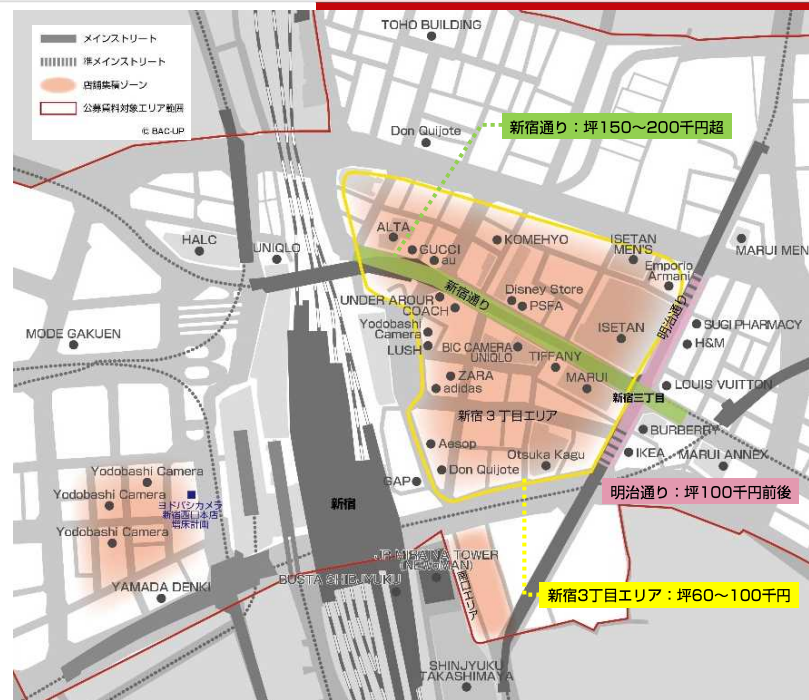 メインストリート
準メインストリート
店舗集積ゾーン
公募賃料対象エリア範囲
© BAC-UP
TOHO BUILDING
Don Quijote
新宿通り：坪150～200千円超
ALTA
GUCCI
au
KOMEHYO
ISETAN
MEN'S
MARUI MEN
HALC
UNIQLO
Emporio
Armani
UNDER AROUR
COACH
新宿通り
Disney Store
PSFA
明治通り
Yodobashi
Camera
LUSH
BIC CAMERA
UNIQLO
ISETAN
SUGI PHARMACY
H&M
MODE GAKUEN
TIFFANY
ZARA
adidas
MARUI
LOUIS VUITTON
新宿三丁目
新宿３丁目エリア
BURBERRY
Aesop
Otsuka Kagu
IKEA
MARUI ANNEX
Don Quijote
GAP
Yodobashi Camera
Yodobashi Camera
ヨドバシカメラ
新宿西口本店
増床計画
Yodobashi Camera
新宿
明治通り：坪100千円前後
JR MIRAINA TOWER
(NEWOMAN)
BUSTA SHINJYUKU
南口エリア
YAMADA DENKI
新宿3丁目エリア：坪60～100千円
SHINJYUKU
TAKASHIMAYA